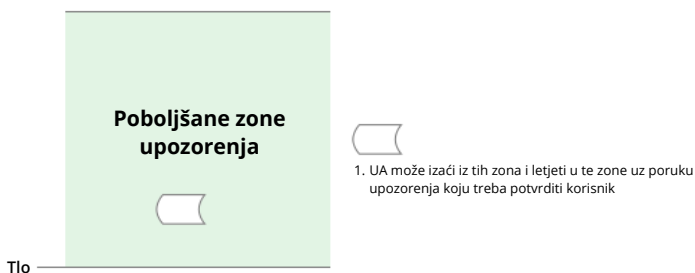 Poboljšane zone
upozorenja
1. UA može izaći iz tih zona i letjeti u te zone uz poruku
upozorenja koju treba potvrditi korisnik
Tlo